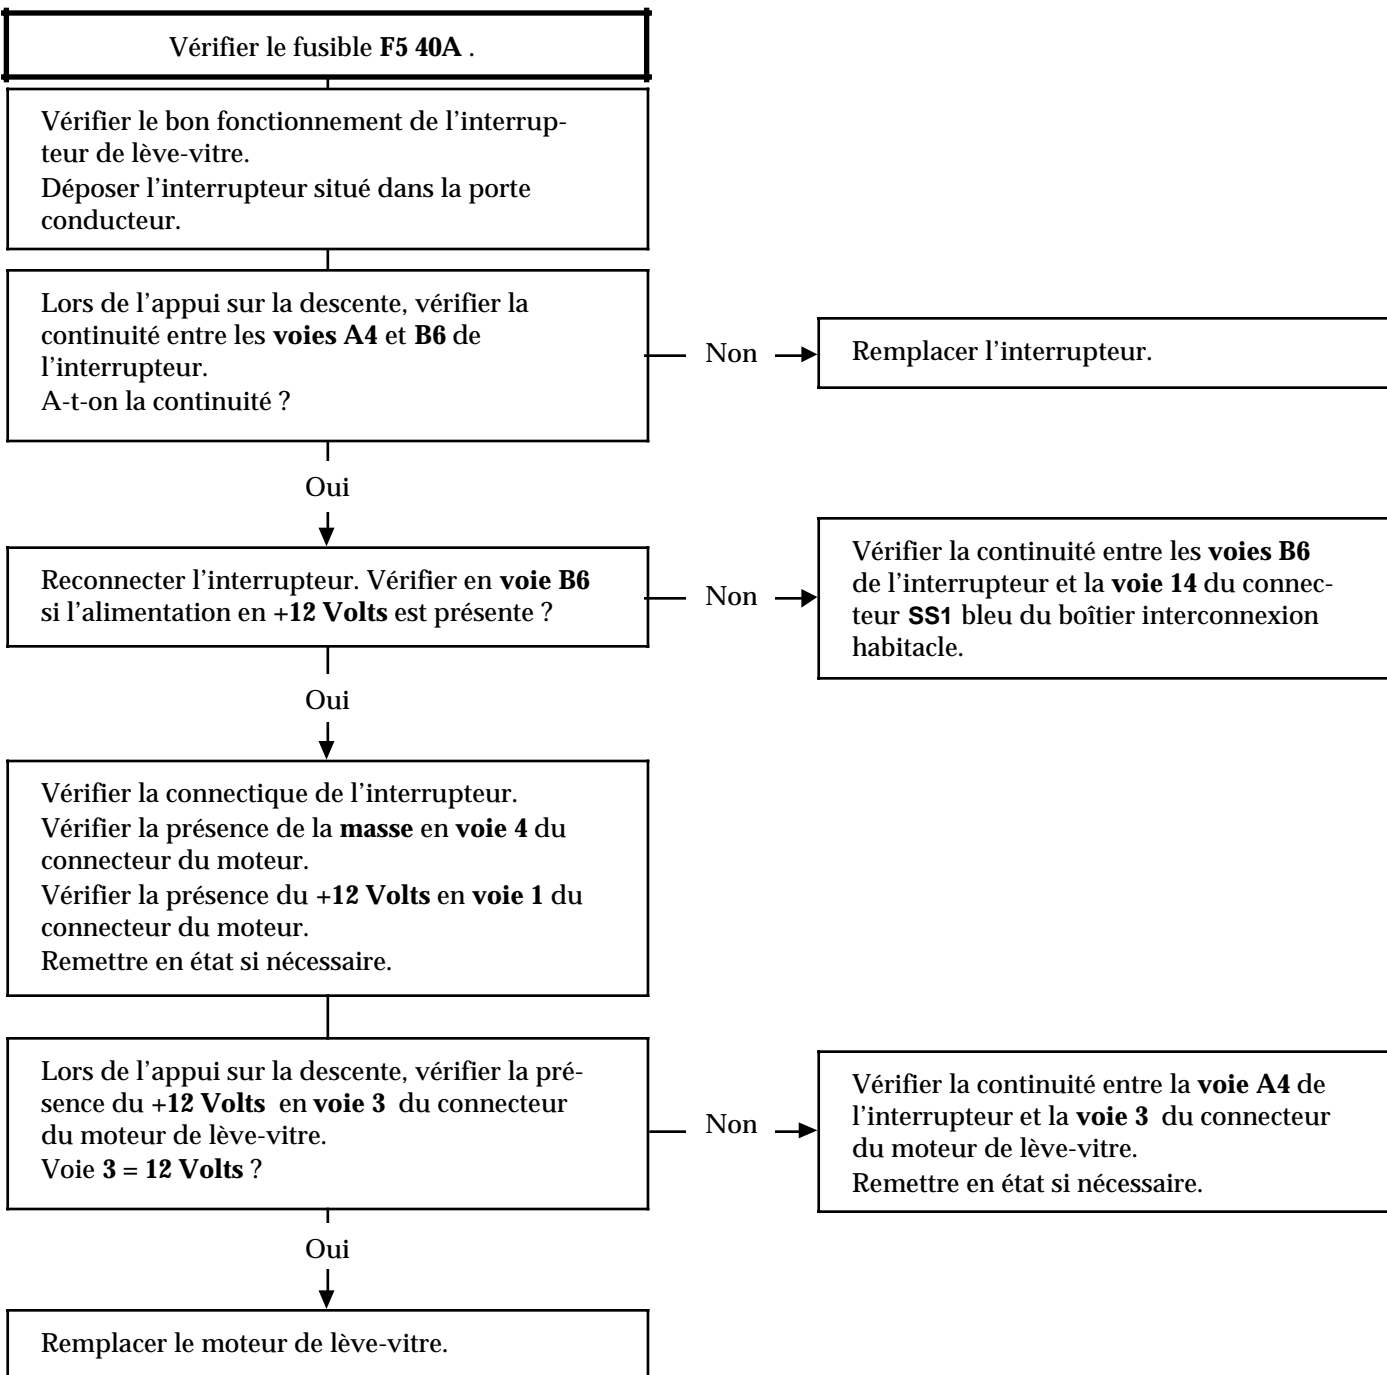 Vérifier le fusible F5 40A .
Vérifier le bon fonctionnement de l’interrup-
teur de lève-vitre.
Déposer l’interrupteur situé dans la porte
conducteur.
Lors de l’appui sur la descente, vérifier la
continuité entre les voies A4 et B6 de
l’interrupteur.
A-t-on la continuité ?
Non
Remplacer l’interrupteur.
Oui
Reconnecter l’interrupteur. Vérifier en voie B6
si l’alimentation en +12 Volts est présente ?
Non
Vérifier la continuité entre les voies B6
de l’interrupteur et la voie 14 du connec-
teur SS1 bleu du boîtier interconnexion
habitacle.
Oui
Vérifier la connectique de l’interrupteur.
Vérifier la présence de la masse en voie 4 du
connecteur du moteur.
Vérifier la présence du +12 Volts en voie 1 du
connecteur du moteur.
Remettre en état si nécessaire.
Lors de l’appui sur la descente, vérifier la pré-
sence du +12 Volts en voie 3 du connecteur
du moteur de lève-vitre.
Voie 3 = 12 Volts ?
Non
Vérifier la continuité entre la voie A4 de
l’interrupteur et la voie 3 du connecteur
du moteur de lève-vitre.
Remettre en état si nécessaire.
Oui
Remplacer le moteur de lève-vitre.